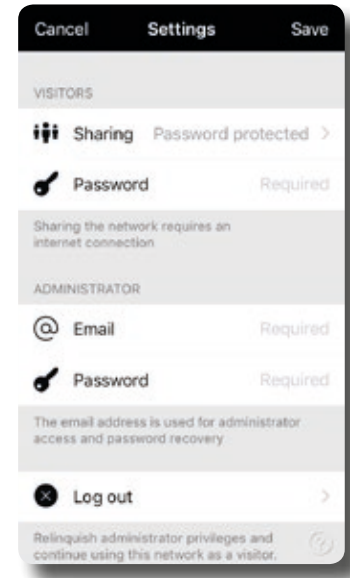 Cancel Settings Save
VISITORS
Sharing Password protected >
Password Required
Sharing the network requires an
internet connection
ADMINISTRATOR
@ Email Required
Password Required
The email address is used for administrator
access and password recovery
Log out >
Relinquish administrator privileges and
continue using this network as a visitor.